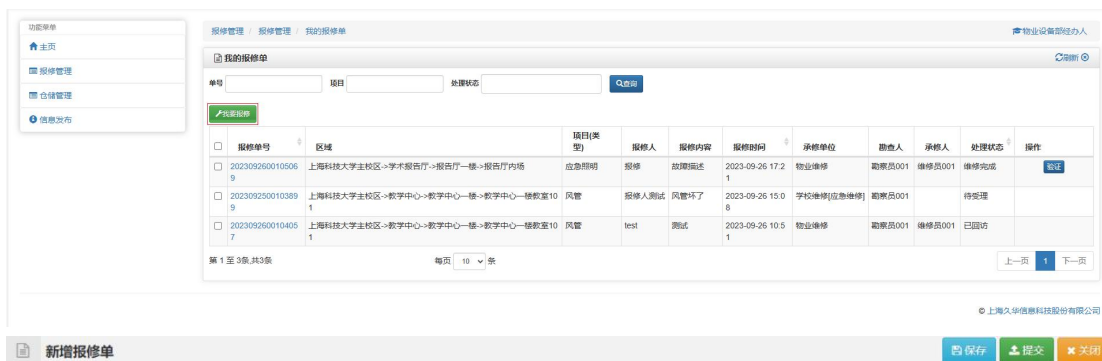 功能菜单
主页
报修管理
仓储管理
信息发布
报修管理 / 报修管理 / 我的报修单
物业设备部经办人
我的报修单
刷新
单号 项目 处理状态 查询
我要报修
报修单号 区域 项目(类型) 报修人 报修内容 报修时间 承修单位 勘查人 承修人 处理状态 操作
2023092600105069 上海科技大学主校区->学术报告厅->报告厅一楼->报告厅内场 应急照明 报修 故障描述 2023-09-26 17:21 物业维修 勘察员001 维修员001 维修完成 验证
2023092500103899 上海科技大学主校区->教学中心->教学中心一楼->教学中心一楼教室101 风管 报修人测试 风管坏了 2023-09-25 15:08 学校维修[应急维修] 勘察员001 待受理
2023092600104057 上海科技大学主校区->教学中心->教学中心一楼->教学中心一楼教室101 风管 test 测试 2023-09-26 10:51 物业维修 勘察员001 维修员001 已回访
第 1 至 3条,共3条 每页 10 条 上一页 1 下一页
© 上海久华信息科技股份有限公司
新增报修单 保存 提交 关闭